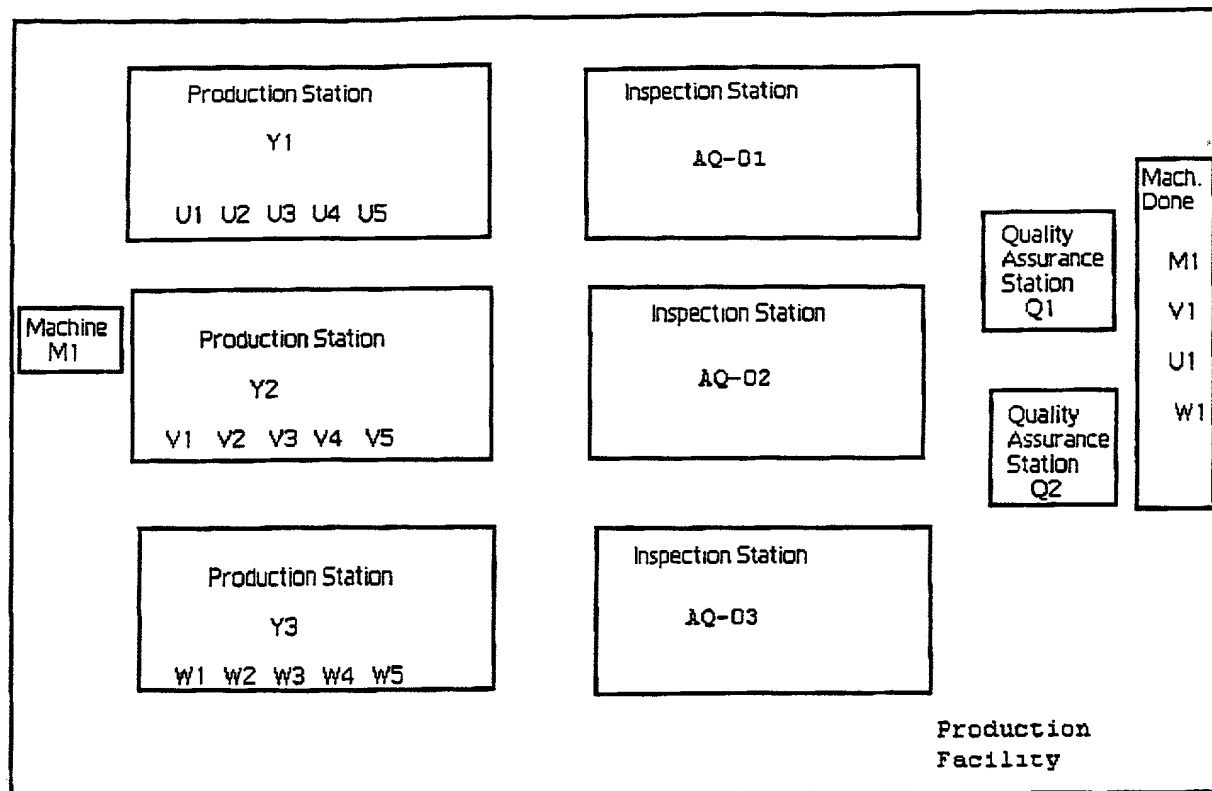 Production Station
Y1
U1 U2 U3 U4 U5
Inspection Station
AQ-01
Machine
M1
Production Station
Y2
V1 V2 V3 V4 V5
Inspection Station
AQ-02
Production Station
Y3
W1 W2 W3 W4 W5
Inspection Station
AQ-03
Quality
Assurance
Station
Q1
Quality
Assurance
Station
Q2
Mach.
Done
M1
V1
U1
W1
Production
Facility